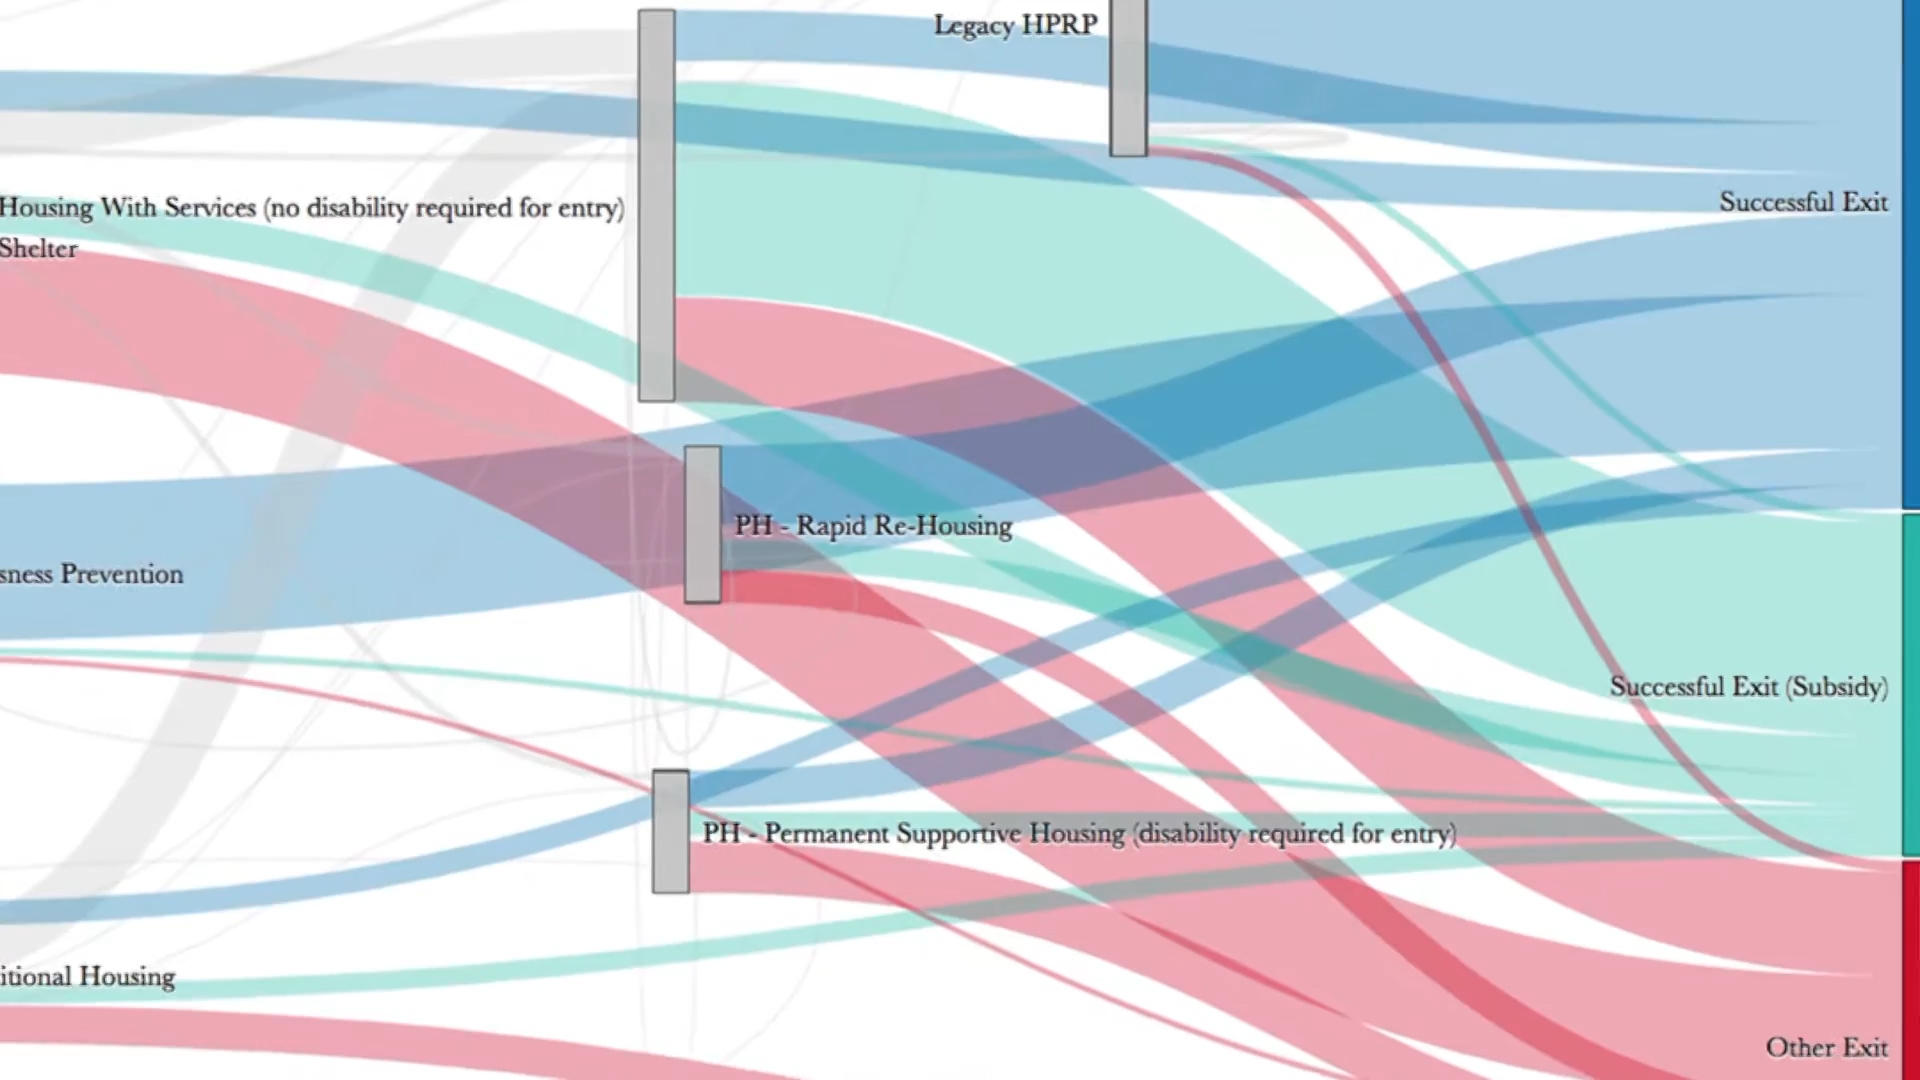 Legacy HPRP
Successful Exit
Housing With Services (no disability required for entry)
Shelter
PH - Rapid Re-Housing
sness Prevention
Successful Exit (Subsidy)
PH - Permanent Supportive Housing (disability required for entry)
itional Housing
Other Exit